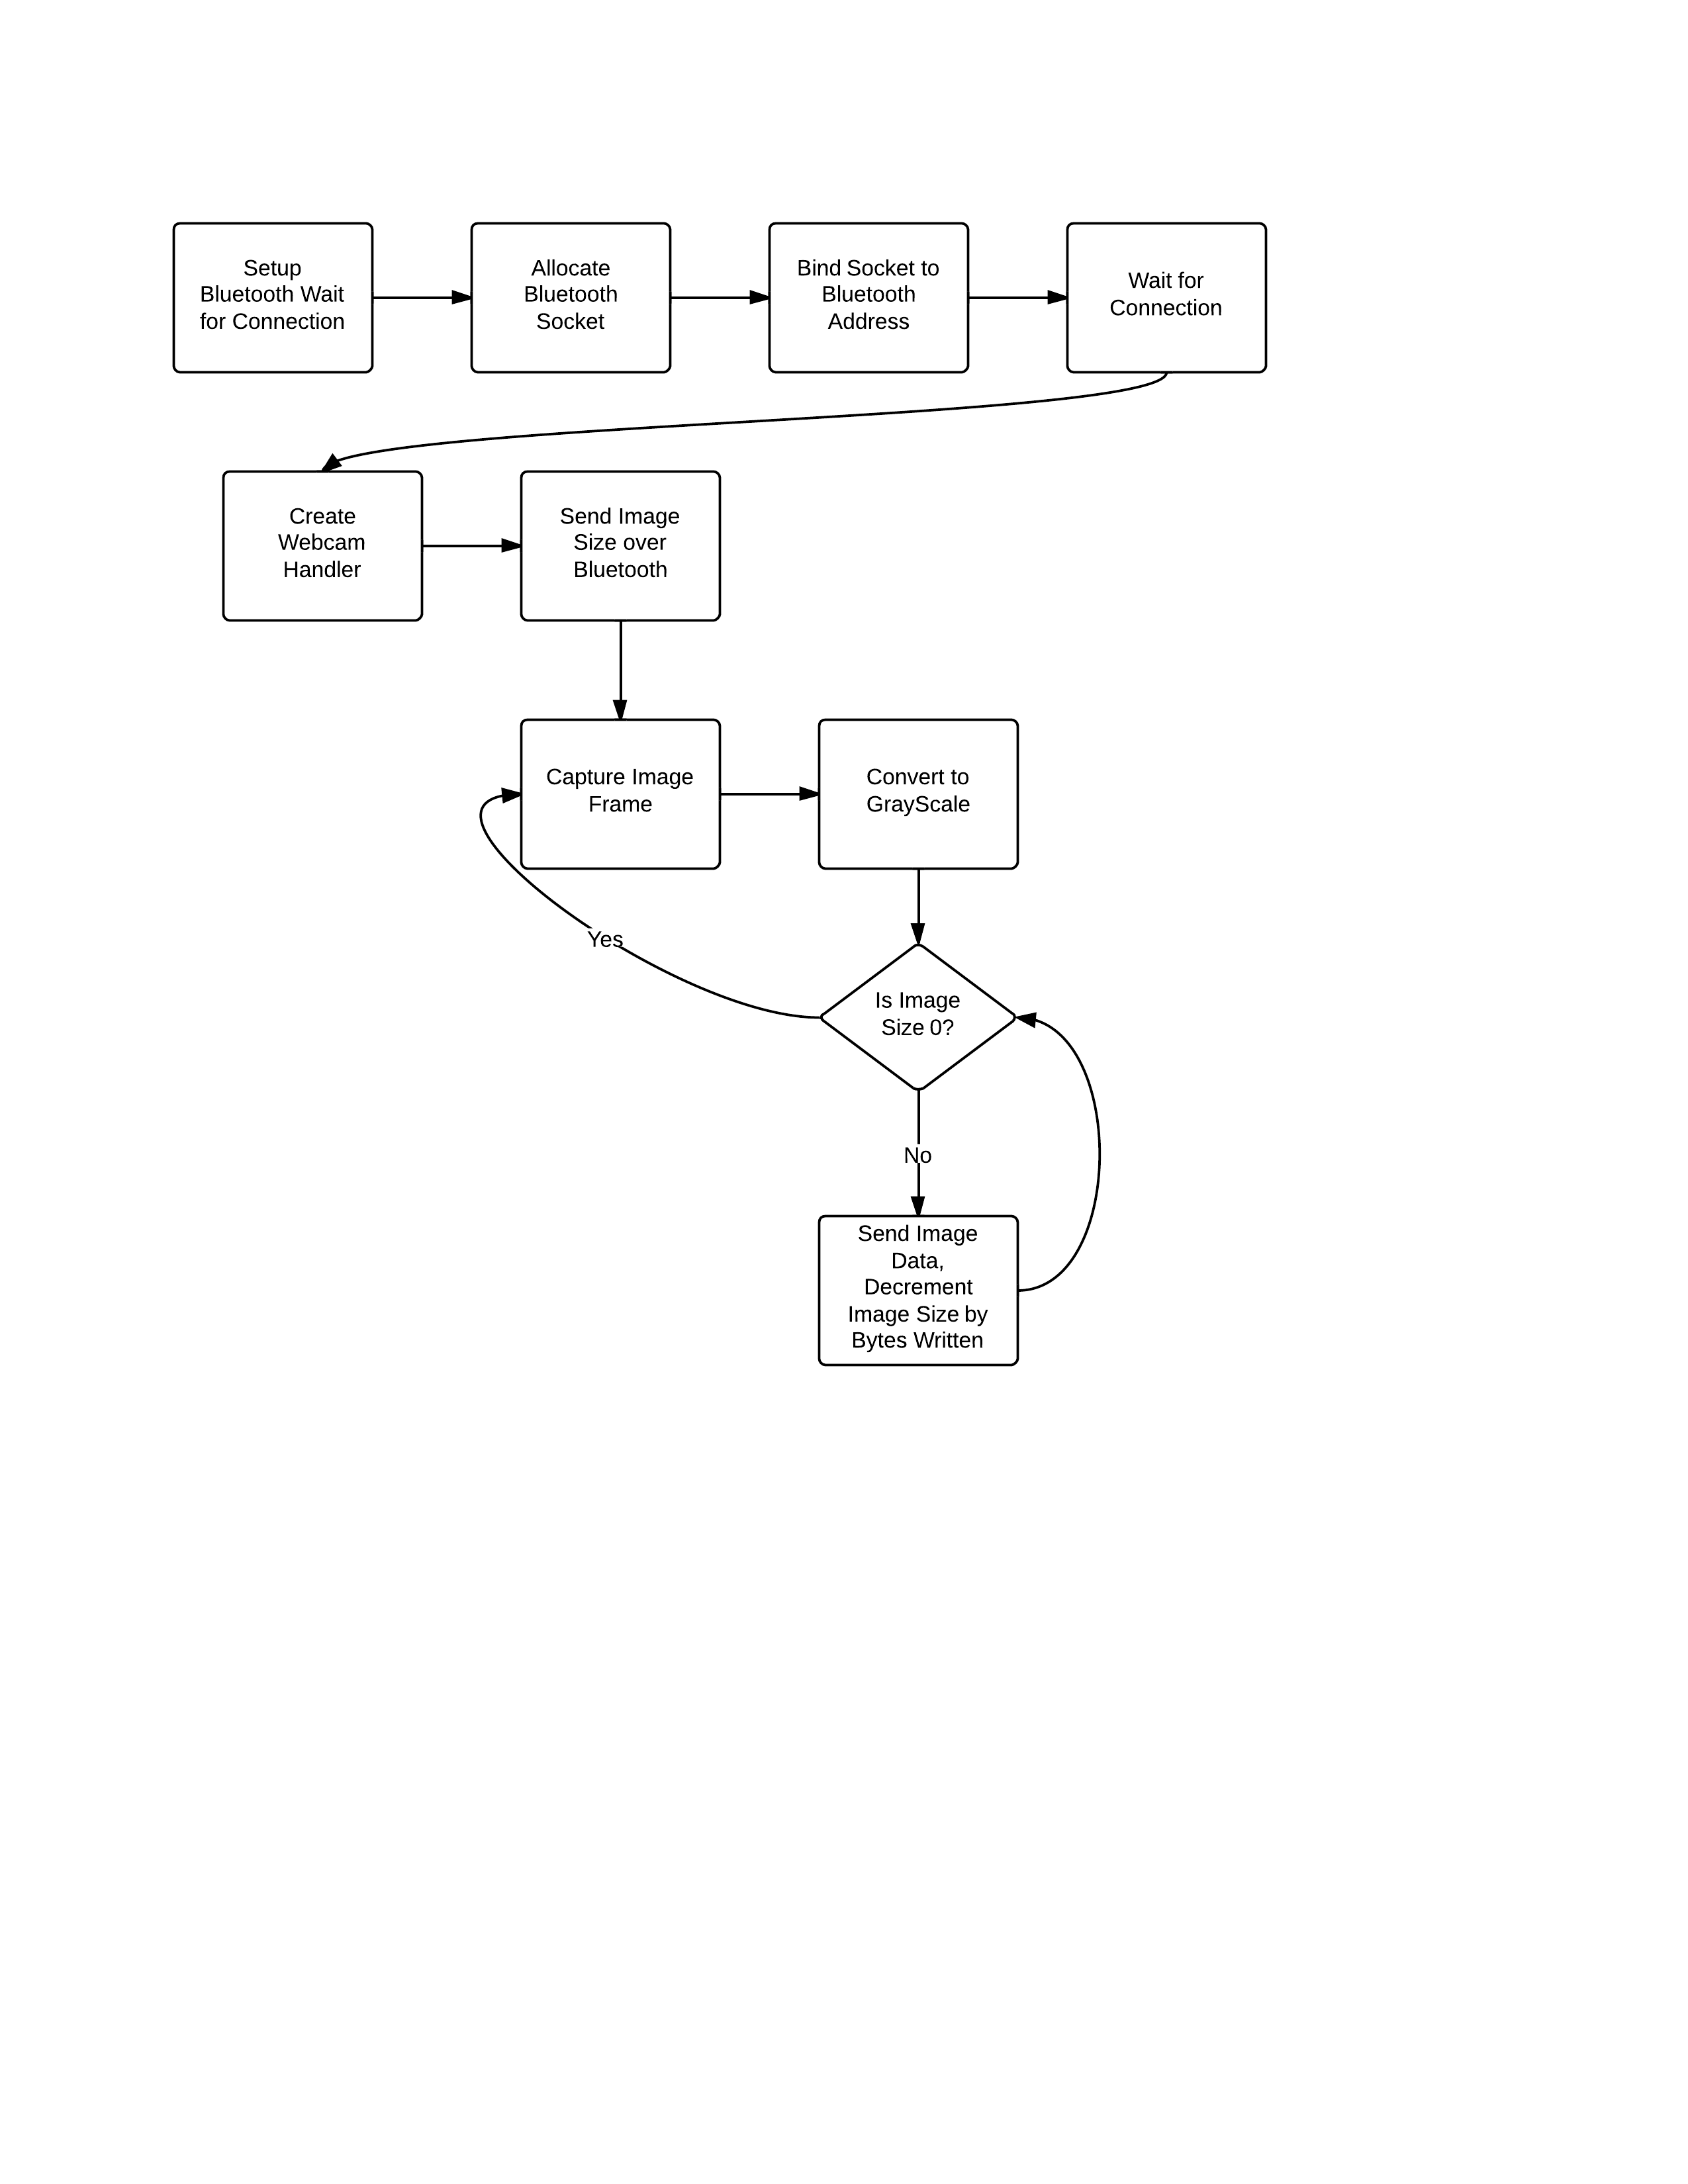 Setup
Bluetooth Wait
for Connection
Allocate
Bluetooth
Socket
Bind Socket to
Bluetooth
Address
Wait for
Connection
Create
Webcam
Handler
Send Image
Size over
Bluetooth
Capture Image
Frame
Convert to
GrayScale
Yes
Is Image
Size 0?
No
Send Image
Data,
Decrement
Image Size by
Bytes Written